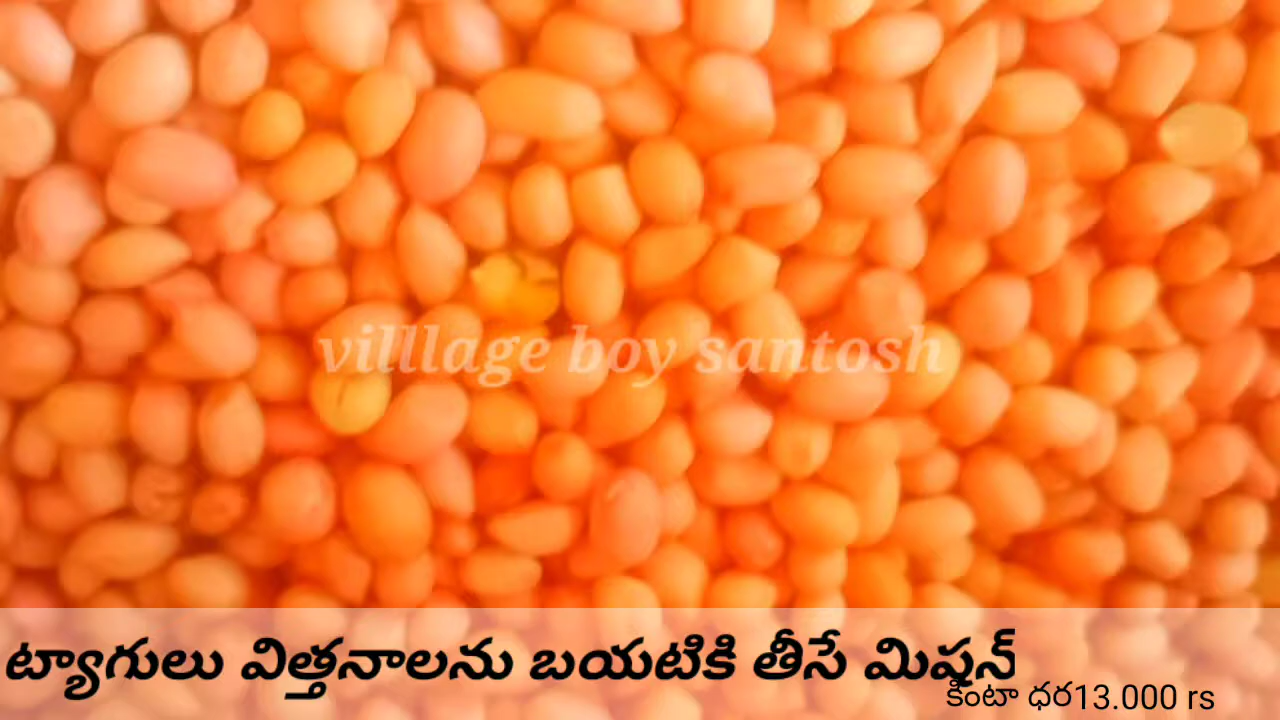 villlage boy santosh
ట్యాగులు విత్తనాలను బయటికి తీసే మిషన్
కింటా ధర13.000 rs